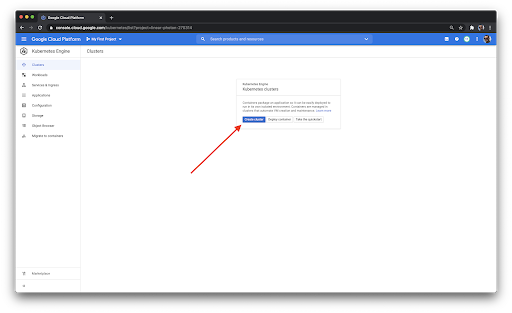 Google Cloud Platform
console.cloud.google.com/kubernetes/list?project=
Google Cloud Platform
My First Project
Search products and resources
Kubernetes Engine
Clusters
Clusters
Workloads
Services & Ingress
Applications
Configuration
Storage
Object Browser
Migrate to containers
Kubernetes Engine
Kubernetes clusters
Containers package an application so it can be easily deployed to
run in its own isolated environment. Containers are managed in
clusters that automate VM creation and maintenance. Learn more
Create cluster
Deploy container
Take the quickstart
Marketplace